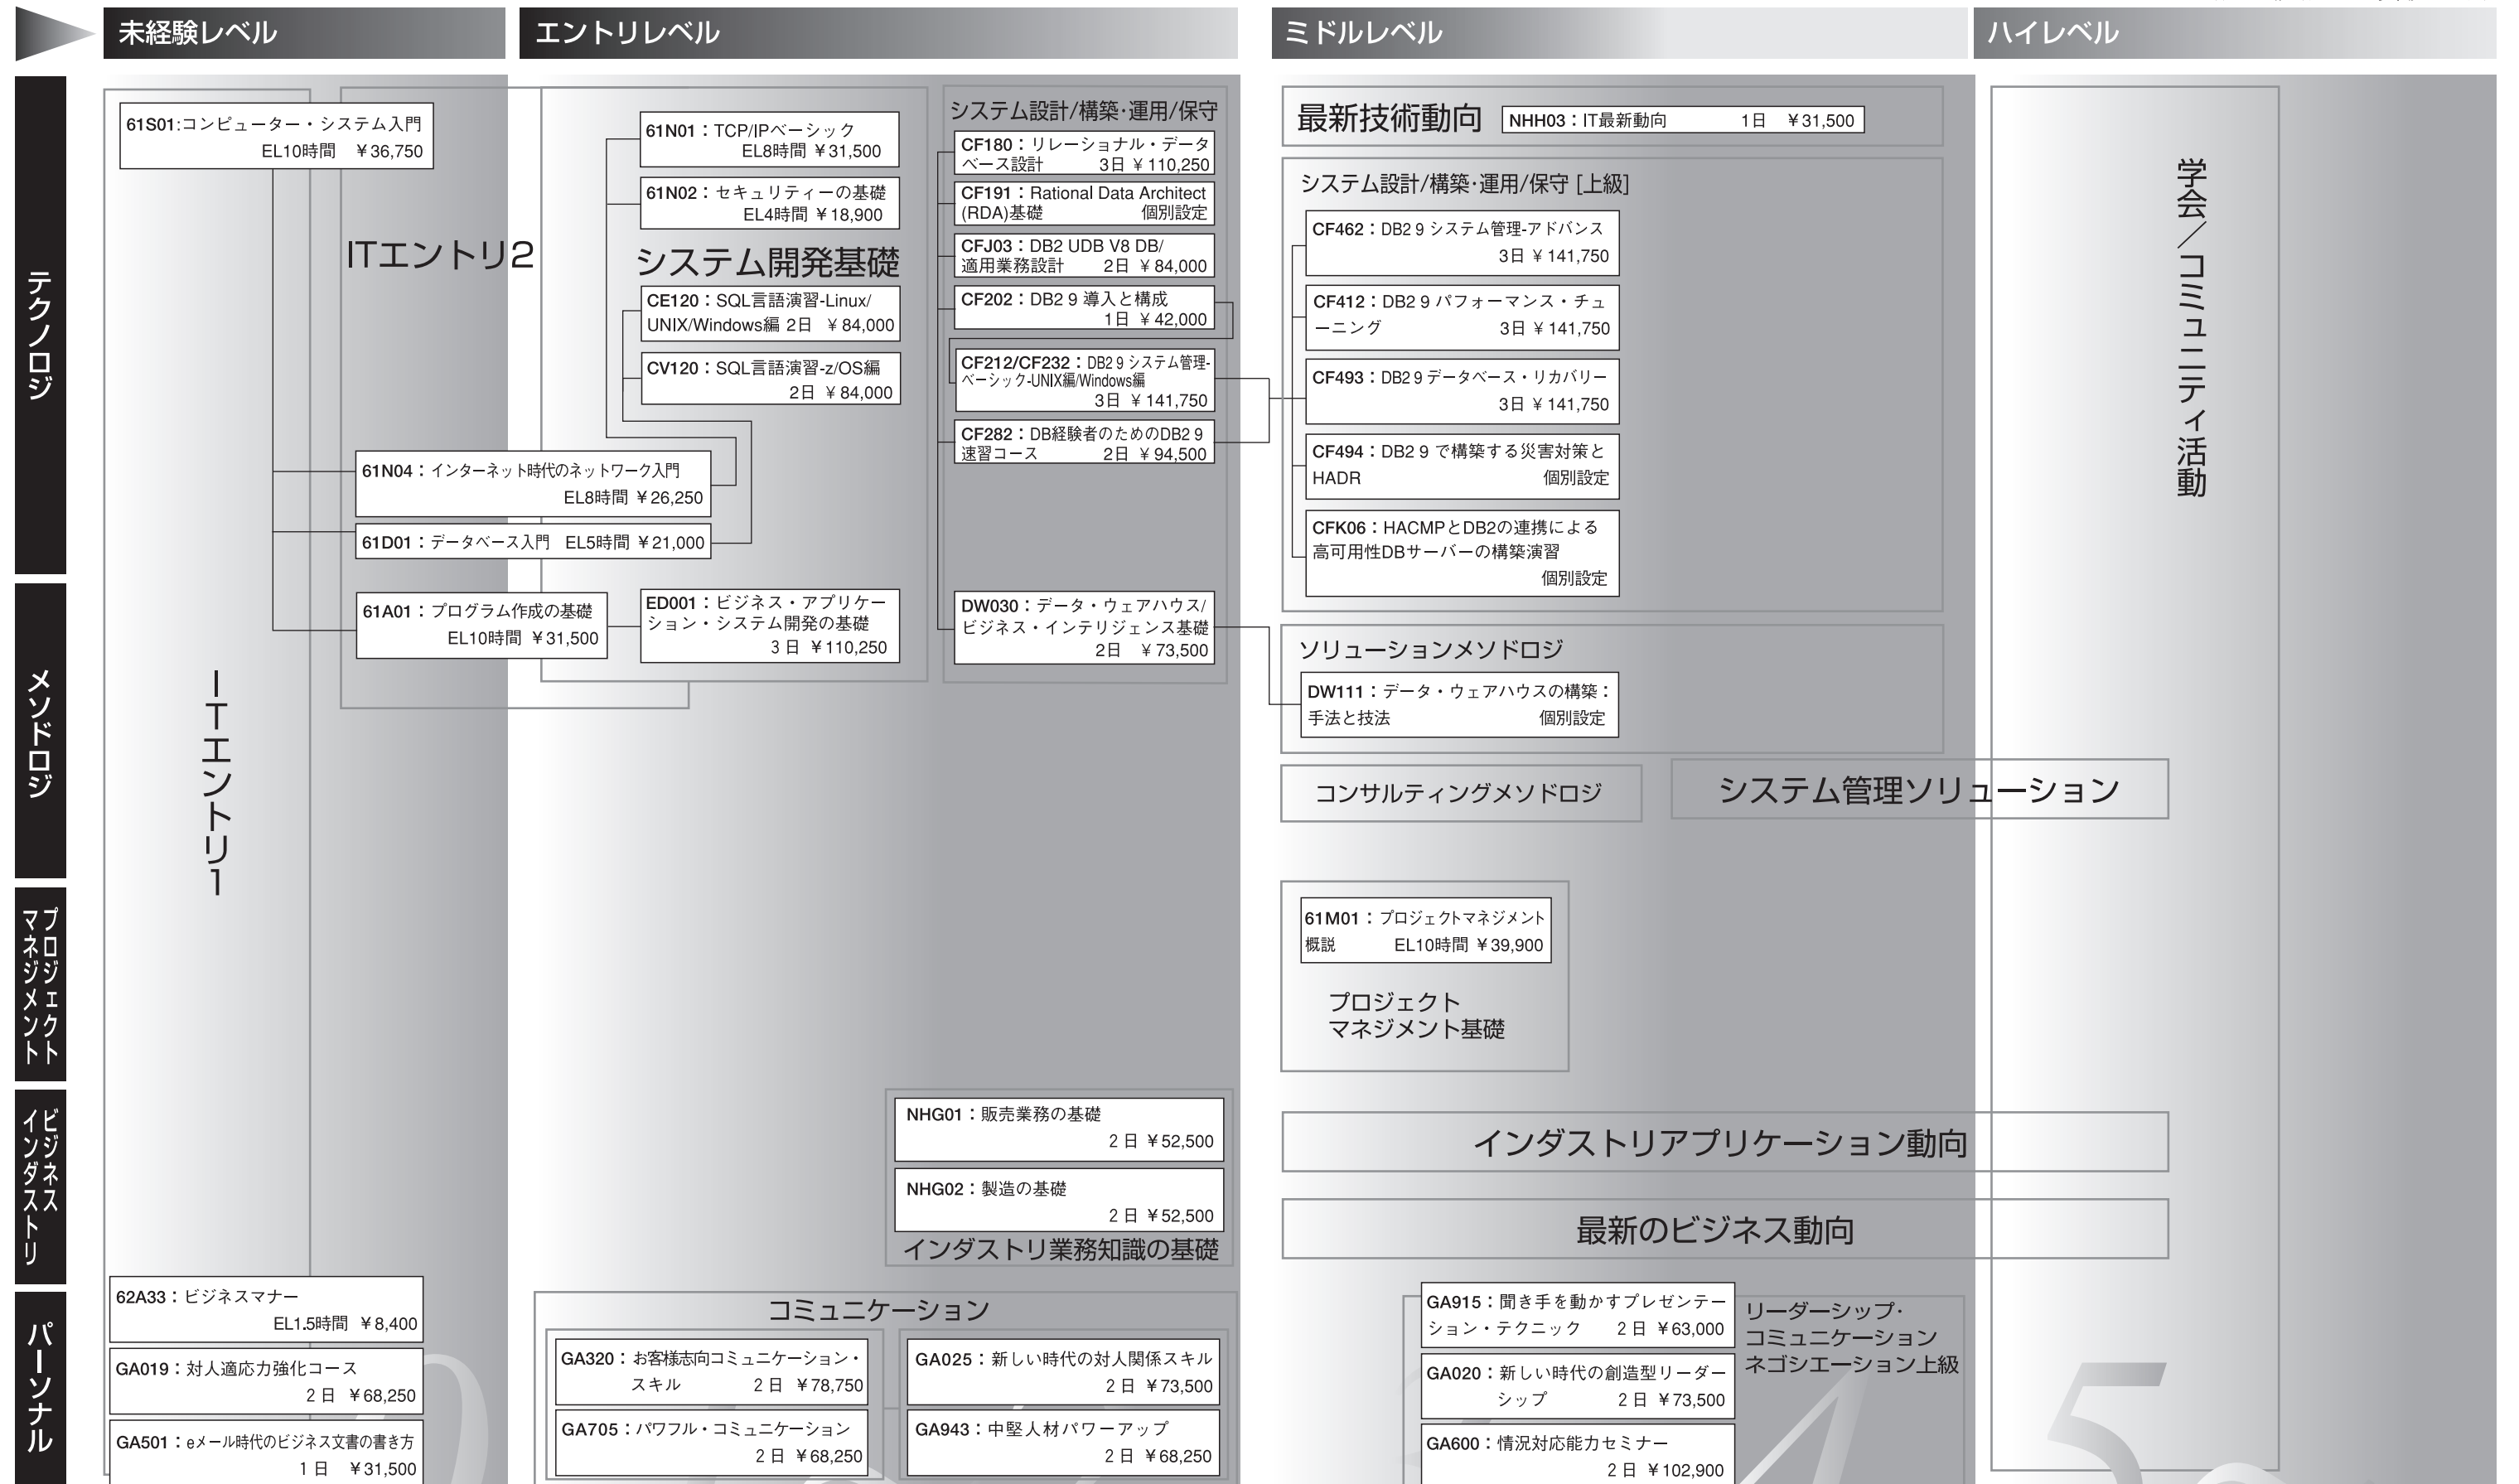 未経験レベル
エントリレベル
ミドルレベル
ハイレベル
テクノロジ
メソドロジ
プロジェクト
マネジメント
ビジネス
インダストリ
パーソナル
61S01:コンピューター・システム入門
EL10時間 ¥36,750
ITエントリ2
ITエントリ1
61N04:インターネット時代のネットワーク入門
EL8時間 ¥26,250
61D01:データベース入門 EL5時間 ¥21,000
61A01:プログラム作成の基礎
EL10時間 ¥31,500
62A33:ビジネスマナー
EL1.5時間 ¥8,400
GA019:対人適応力強化コース
2 日 ¥68,250
GA501:eメール時代のビジネス文書の書き方
1 日 ¥31,500
61N01:TCP/IPベーシック
EL8時間 ¥31,500
61N02:セキュリティーの基礎
EL4時間 ¥18,900
システム開発基礎
CE120:SQL言語演習-Linux/
UNIX/Windows編 2日 ¥84,000
CV120:SQL言語演習-z/OS編
2日 ¥84,000
ED001:ビジネス・アプリケー
ション・システム開発の基礎
3 日 ¥110,250
システム設計/構築・運用/保守
CF180:リレーショナル・データ
ベース設計 3日 ¥110,250
CF191:Rational Data Architect
(RDA)基礎 個別設定
CFJ03:DB2 UDB V8 DB/
適用業務設計 2日 ¥84,000
CF202:DB2 9 導入と構成
1日 ¥42,000
CF212/CF232:DB2 9 システム管理-
ベーシック-UNIX編/Windows編
3日 ¥141,750
CF282:DB経験者のためのDB2 9
速習コース 2日 ¥94,500
DW030:データ・ウェアハウス/
ビジネス・インテリジェンス基礎
2日 ¥73,500
NHG01:販売業務の基礎
2 日 ¥52,500
NHG02:製造の基礎
2 日 ¥52,500
インダストリ業務知識の基礎
コミュニケーション
GA320:お客様志向コミュニケーション・
スキル 2 日 ¥78,750
GA705:パワフル・コミュニケーション
2 日 ¥68,250
GA025:新しい時代の対人関係スキル
2 日 ¥73,500
GA943:中堅人材パワーアップ
2 日 ¥68,250
最新技術動向
NHH03:IT最新動向 1日 ¥31,500
システム設計/構築・運用/保守 [上級]
CF462:DB2 9 システム管理-アドバンス
3日 ¥141,750
CF412:DB2 9 パフォーマンス・チュ
ーニング 3日 ¥141,750
CF493:DB2 9 データベース・リカバリー
3日 ¥141,750
CF494:DB2 9 で構築する災害対策と
HADR 個別設定
CFK06:HACMPとDB2の連携による
高可用性DBサーバーの構築演習
個別設定
ソリューションメソドロジ
DW111:データ・ウェアハウスの構築:
手法と技法 個別設定
コンサルティングメソドロジ
システム管理ソリューション
61M01:プロジェクトマネジメント
概説 EL10時間 ¥39,900
プロジェクト
マネジメント基礎
インダストリアプリケーション動向
最新のビジネス動向
GA915:聞き手を動かすプレゼンテー
ション・テクニック 2 日 ¥63,000
GA020:新しい時代の創造型リーダー
シップ 2 日 ¥73,500
GA600:情況対応能力セミナー
2 日 ¥102,900
リーダーシップ・
コミュニケーション
ネゴシエーション上級
4
学会/コミュニティ活動
5